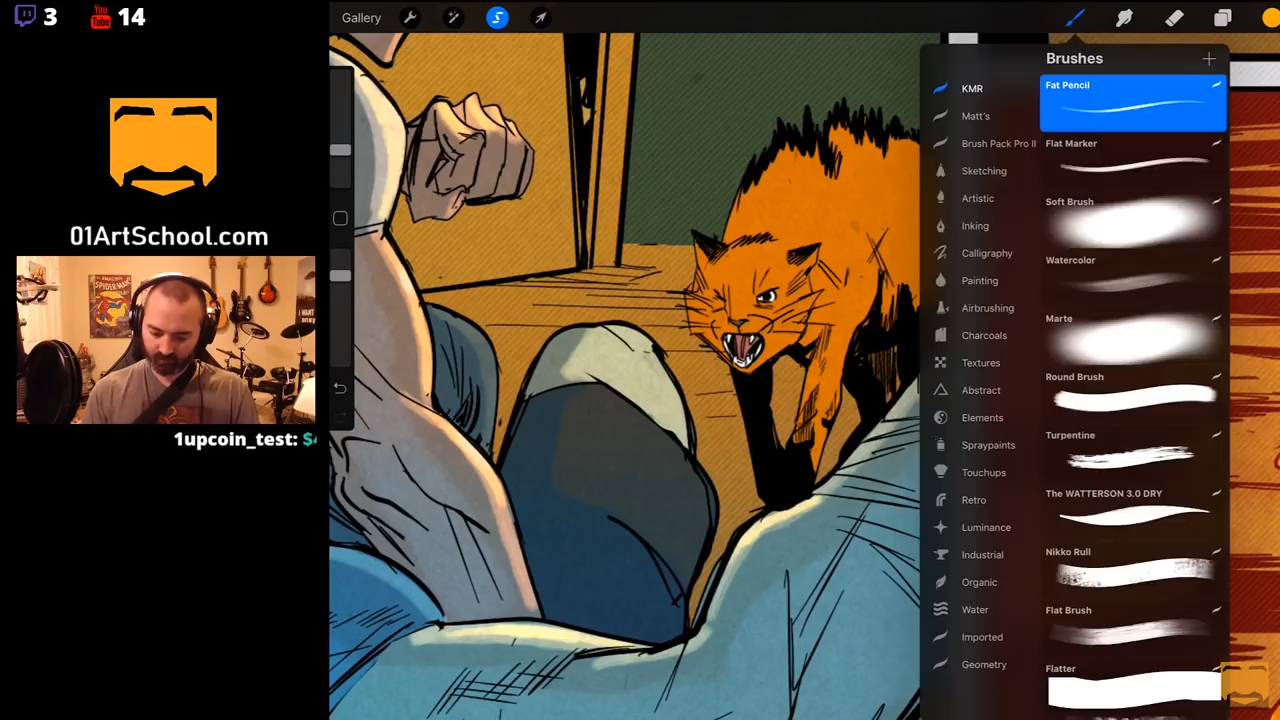 3
You Tube
14
01ArtSchool.com
1upcoin_test: $
Gallery
Brushes
KMR
Matt's
Brush Pack Pro II
Sketching
Artistic
Inking
Calligraphy
Painting
Airbrushing
Charcoals
Textures
Abstract
Elements
Spraypaints
Touchups
Retro
Luminance
Industrial
Organic
Water
Imported
Geometry
Fat Pencil
Flat Marker
Soft Brush
Watercolor
Marte
Round Brush
Turpentine
The WATTERSON 3.0 DRY
Nikko Rull
Flat Brush
Flatter